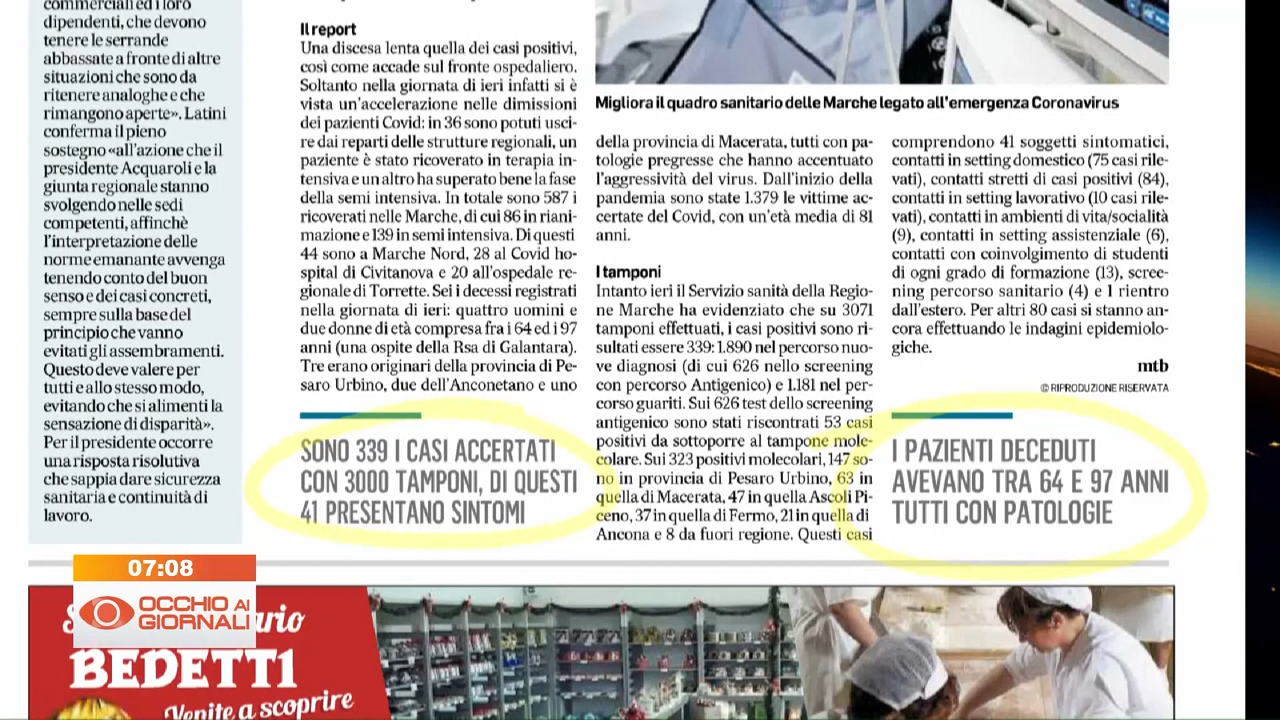 commerciali ed i loro
dipendenti, che devono
tenere le serrande
abbassate a fronte di altre
situazioni che sono da
ritenere analoghe e che
rimangono aperte». Latini
conferma il pieno
sostegno «all'azione che il
presidente Acquaroli e la
giunta regionale stanno
svolgendo nelle sedi
competenti, affinchè
l'interpretazione delle
norme emanante avvenga
tenendo conto del buon
senso e dei casi concreti,
sempre sulla base del
principio che vanno
evitati gli assembramenti.
Questo deve valere per
tutti e allo stesso modo,
evitando che si alimenti la
sensazione di disparità».
Per il presidente occorre
una risposta risolutiva
che sappia dare sicurezza
sanitaria e continuità di
lavoro.
Il report
Una discesa lenta quella dei casi positivi,
così come accade sul fronte ospedaliero.
Soltanto nella giornata di ieri infatti si è
vista un'accelerazione nelle dimissioni
dei pazienti Covid: in 36 sono potuti usci-
re dai reparti delle strutture regionali, un
paziente è stato ricoverato in terapia in-
tensiva e un altro ha superato bene la fase
della semi intensiva. In totale sono 587 i
ricoverati nelle Marche, di cui 86 in riani-
mazione e 139 in semi intensiva. Di questi
44 sono a Marche Nord, 28 al Covid ho-
spital di Civitanova e 20 all'ospedale re-
gionale di Torrette. Sei i decessi registrati
nella giornata di ieri: quattro uomini e
due donne di età compresa fra i 64 ed i 97
anni (una ospite della Rsa di Galantara).
Tre erano originari della provincia di Pe-
saro Urbino, due dell'Anconetano e uno
SONO 339 I CASI ACCERTATI
CON 3000 TAMPONI, DI QUESTI
41 PRESENTANO SINTOMI
Migliora il quadro sanitario delle Marche legato all'emergenza Coronavirus
della provincia di Macerata, tutti con pa-
tologie pregresse che hanno accentuato
l'aggressività del virus. Dall'inizio della
pandemia sono state 1.379 le vittime ac-
certate del Covid, con un'età media di 81
anni.
I tamponi
Intanto ieri il Servizio sanità della Regio-
ne Marche ha evidenziato che su 3071
tamponi effettuati, i casi positivi sono ri-
sultati essere 339: 1.890 nel percorso nuo-
ve diagnosi (di cui 626 nello screening
con percorso Antigenico) e 1.181 nel per-
corso guariti. Sui 626 test dello screening
antigenico sono stati riscontrati 53 casi
positivi da sottoporre al tampone mole-
colare. Sui 323 positivi molecolari, 147 so-
no in provincia di Pesaro Urbino, 63 in
quella di Macerata, 47 in quella Ascoli Pi-
ceno, 37 in quella di Fermo, 21 in quella di
Ancona e 8 da fuori regione. Questi casi
comprendono 41 soggetti sintomatici,
contatti in setting domestico (75 casi rile-
vati), contatti stretti di casi positivi (84),
contatti in setting lavorativo (10 casi rile-
vati), contatti in ambienti di vita/socialità
(9), contatti in setting assistenziale (6),
contatti con coinvolgimento di studenti
di ogni grado di formazione (13), scree-
ning percorso sanitario (4) e 1 rientro
dall'estero. Per altri 80 casi si stanno an-
cora effettuando le indagini epidemiolo-
giche.
mtb
© RIPRODUZIONE RISERVATA
I PAZIENTI DECEDUTI
AVEVANO TRA 64 E 97 ANNI
TUTTI CON PATOLOGIE
07:08
OCCHIO AI
GIORNALI
BEDETTI
Venite a scoprire